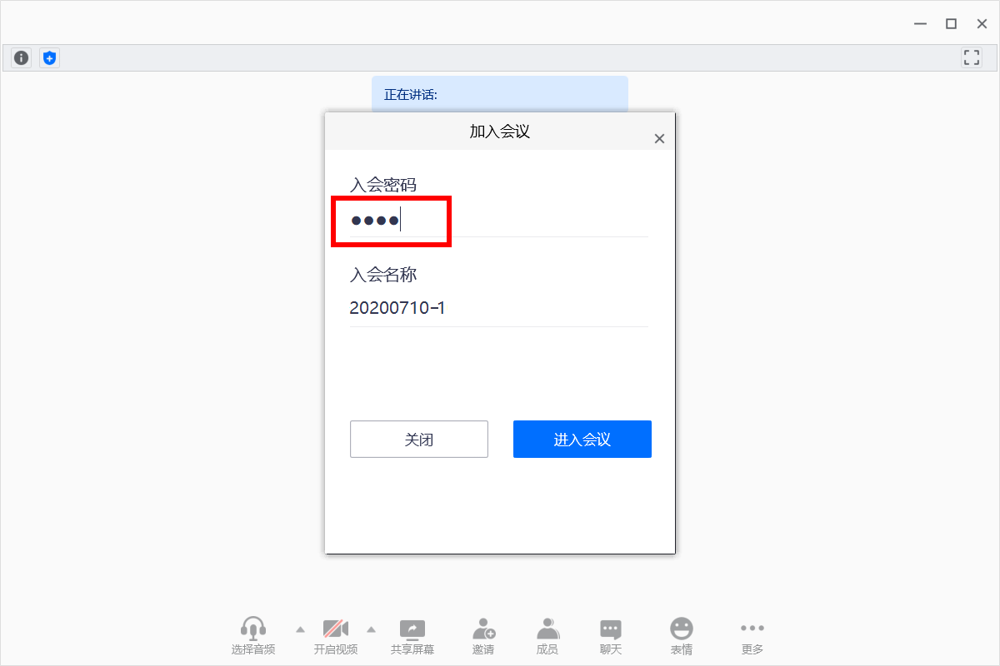 正在讲话:
加入会议
入会密码
●●●●
入会名称
20200710-1
关闭 进入会议
选择音频 开启视频 共享屏幕 邀请 成员 聊天 表情 更多